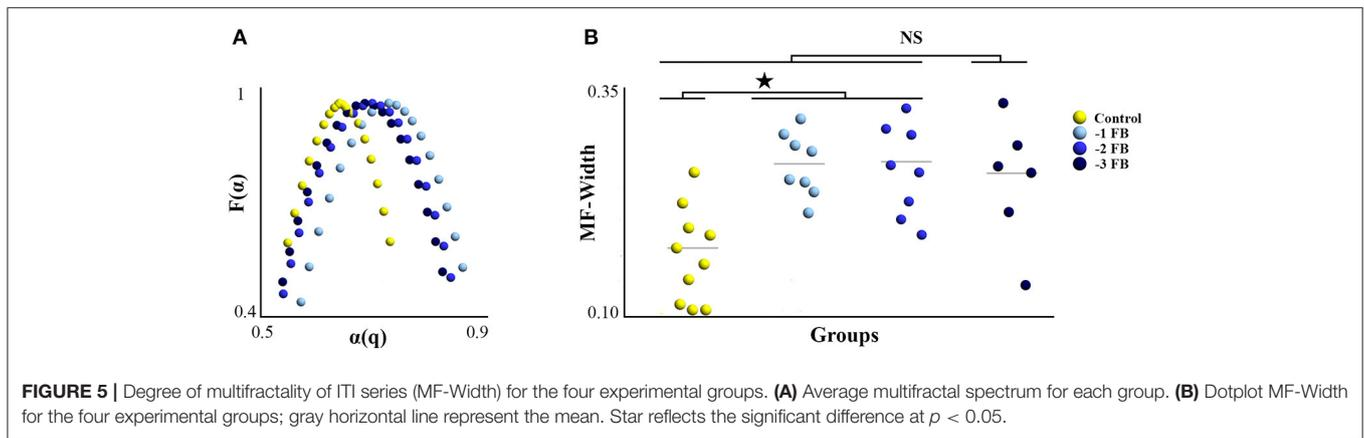 A
B
NS
★
1
0.4
F(α)
0.5
0.9
α(q)
0.35
0.10
MF-Width
Groups
Control
-1 FB
-2 FB
-3 FB
FIGURE 5 | Degree of multifractality of ITI series (MF-Width) for the four experimental groups. (A) Average multifractal spectrum for each group. (B) Dotplot MF-Width
for the four experimental groups; gray horizontal line represent the mean. Star reflects the significant difference at p < 0.05.